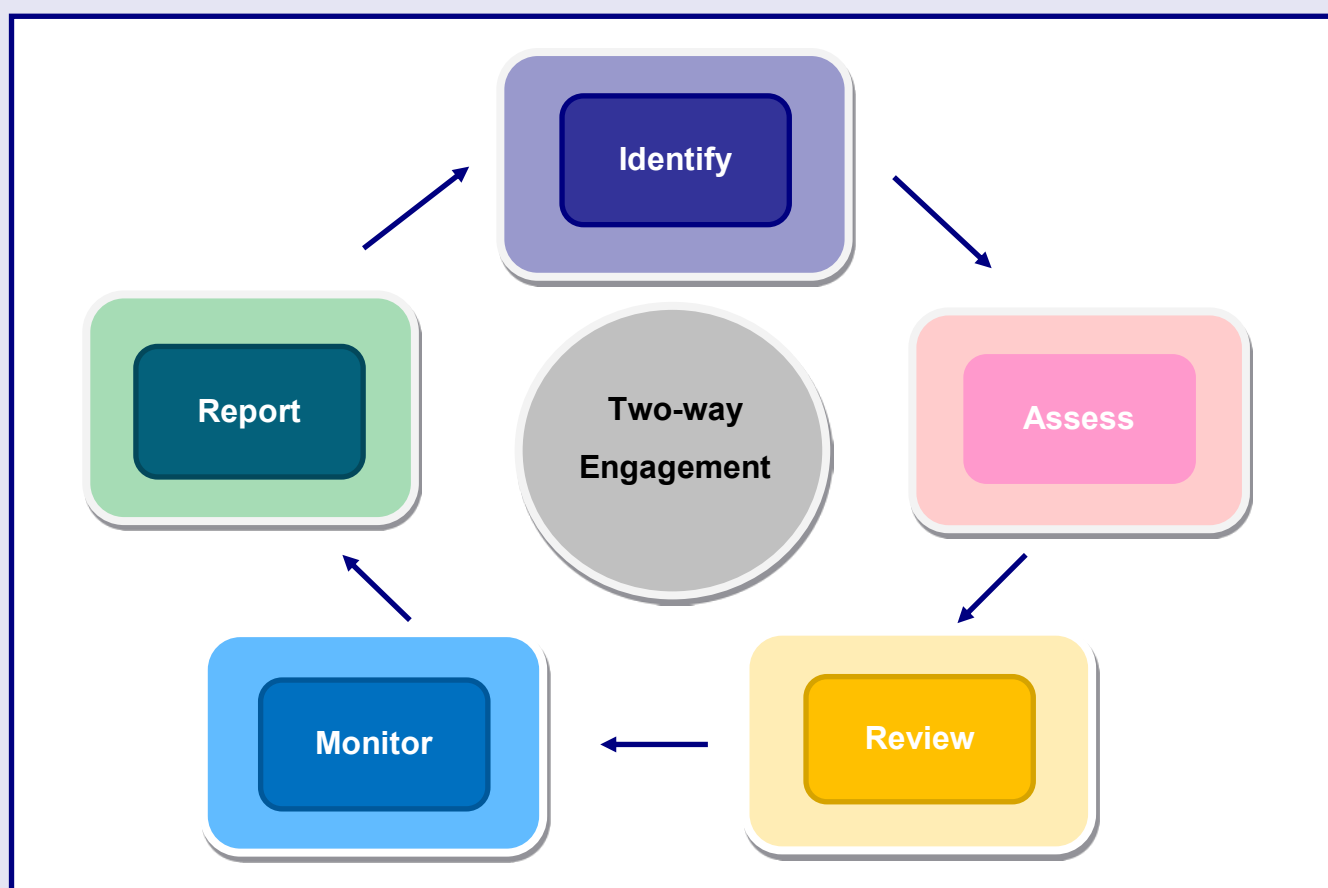 Identify
Assess
Review
Monitor
Report
Two-way
Engagement